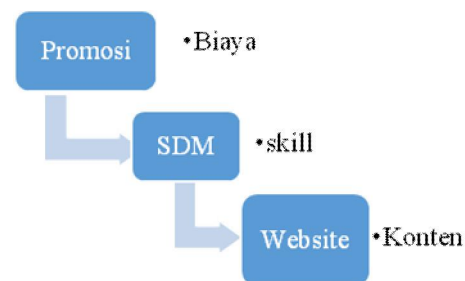 Promosi
•Biaya
SDM
•skill
Website
•Konten